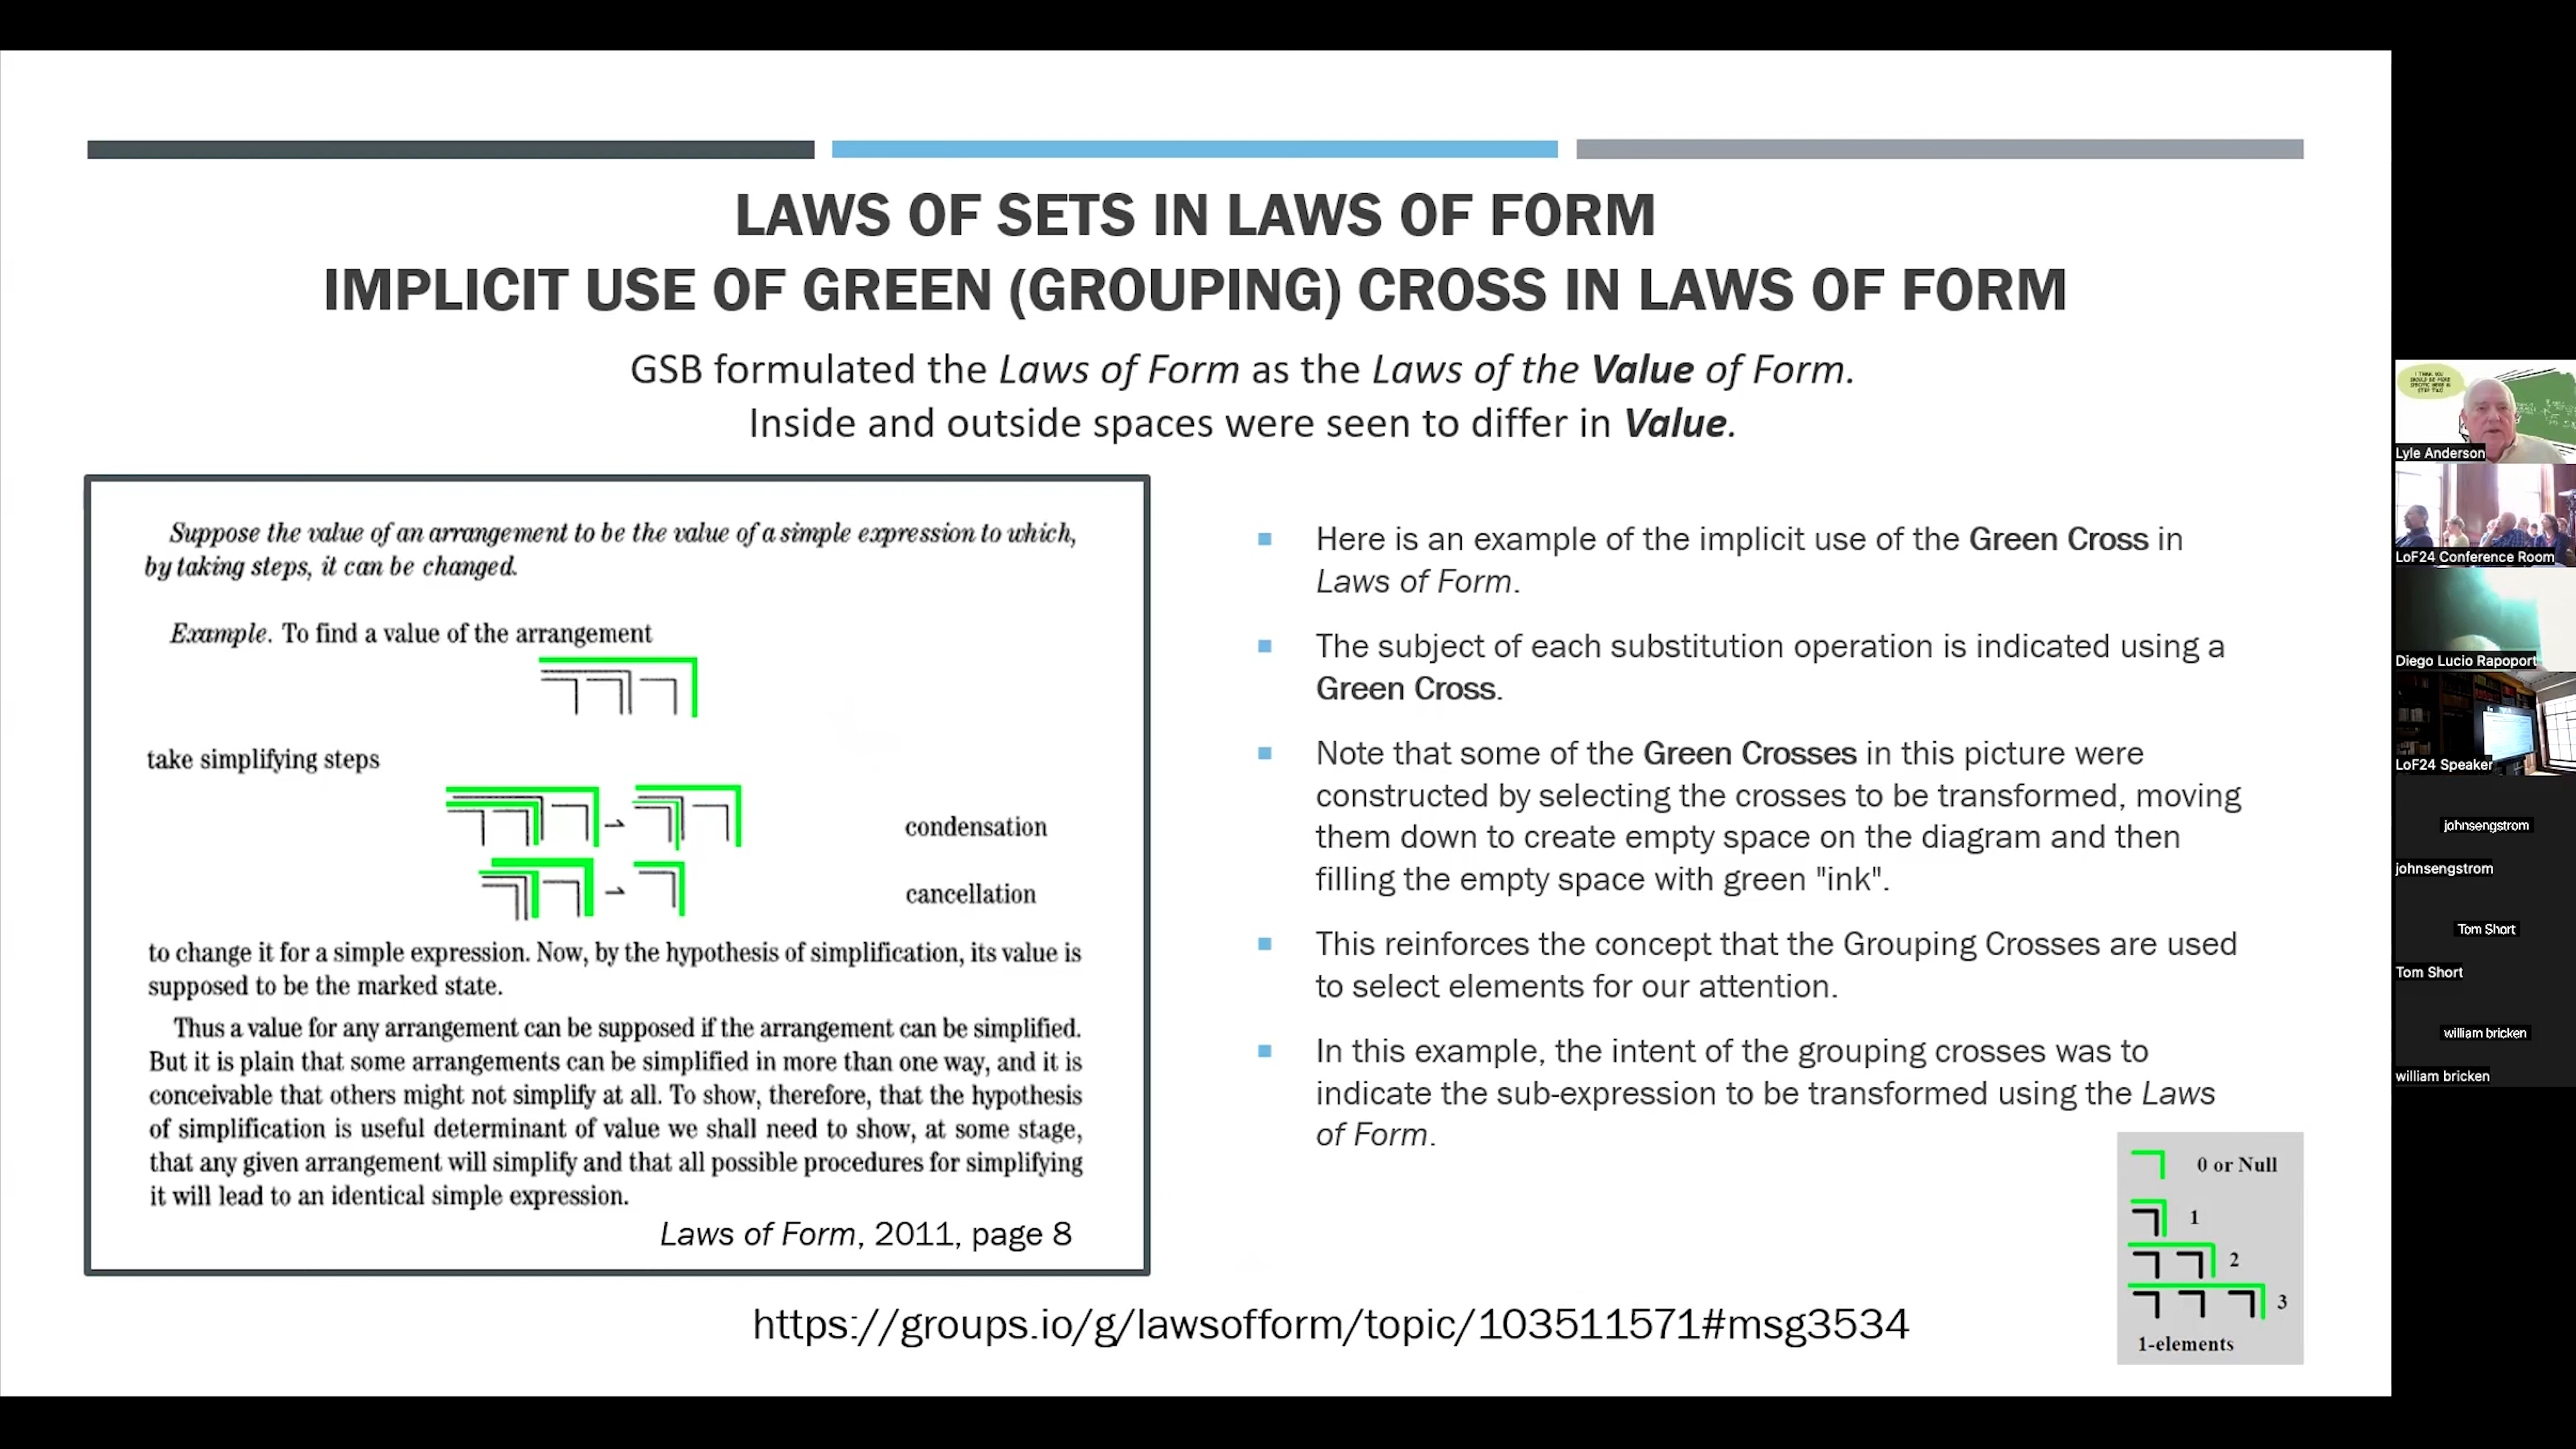 LAWS OF SETS IN LAWS OF FORM
IMPLICIT USE OF GREEN (GROUPING) CROSS IN LAWS OF FORM
GSB formulated the Laws of Form as the Laws of the Value of Form.
Inside and outside spaces were seen to differ in Value.
Suppose the value of an arrangement to be the value of a simple expression to which,
by taking steps, it can be changed.
Example. To find a value of the arrangement
take simplifying steps
condensation
cancellation
to change it for a simple expression. Now, by the hypothesis of simplification, its value is
supposed to be the marked state.
Thus a value for any arrangement can be supposed if the arrangement can be simplified.
But it is plain that some arrangements can be simplified in more than one way, and it is
conceivable that others might not simplify at all. To show, therefore, that the hypothesis
of simplification is useful determinant of value we shall need to show, at some stage,
that any given arrangement will simplify and that all possible procedures for simplifying
it will lead to an identical simple expression.
Laws of Form, 2011, page 8
Here is an example of the implicit use of the Green Cross in
Laws of Form.
The subject of each substitution operation is indicated using a
Green Cross.
Note that some of the Green Crosses in this picture were
constructed by selecting the crosses to be transformed, moving
them down to create empty space on the diagram and then
filling the empty space with green "ink".
This reinforces the concept that the Grouping Crosses are used
to select elements for our attention.
In this example, the intent of the grouping crosses was to
indicate the sub-expression to be transformed using the Laws
of Form.
0 or Null
1
2
3
1-elements
https://groups.io/g/lawsofform/topic/103511571#msg3534
I THINK YOU
SHOULD BE MORE
SPECIFIC HERE IN
STEP TWO
Lyle Anderson
LoF24 Conference Room
Diego Lucio Rapoport
LoF24 Speaker
johnsengstrom
johnsengstrom
Tom Short
Tom Short
william bricken
william bricken